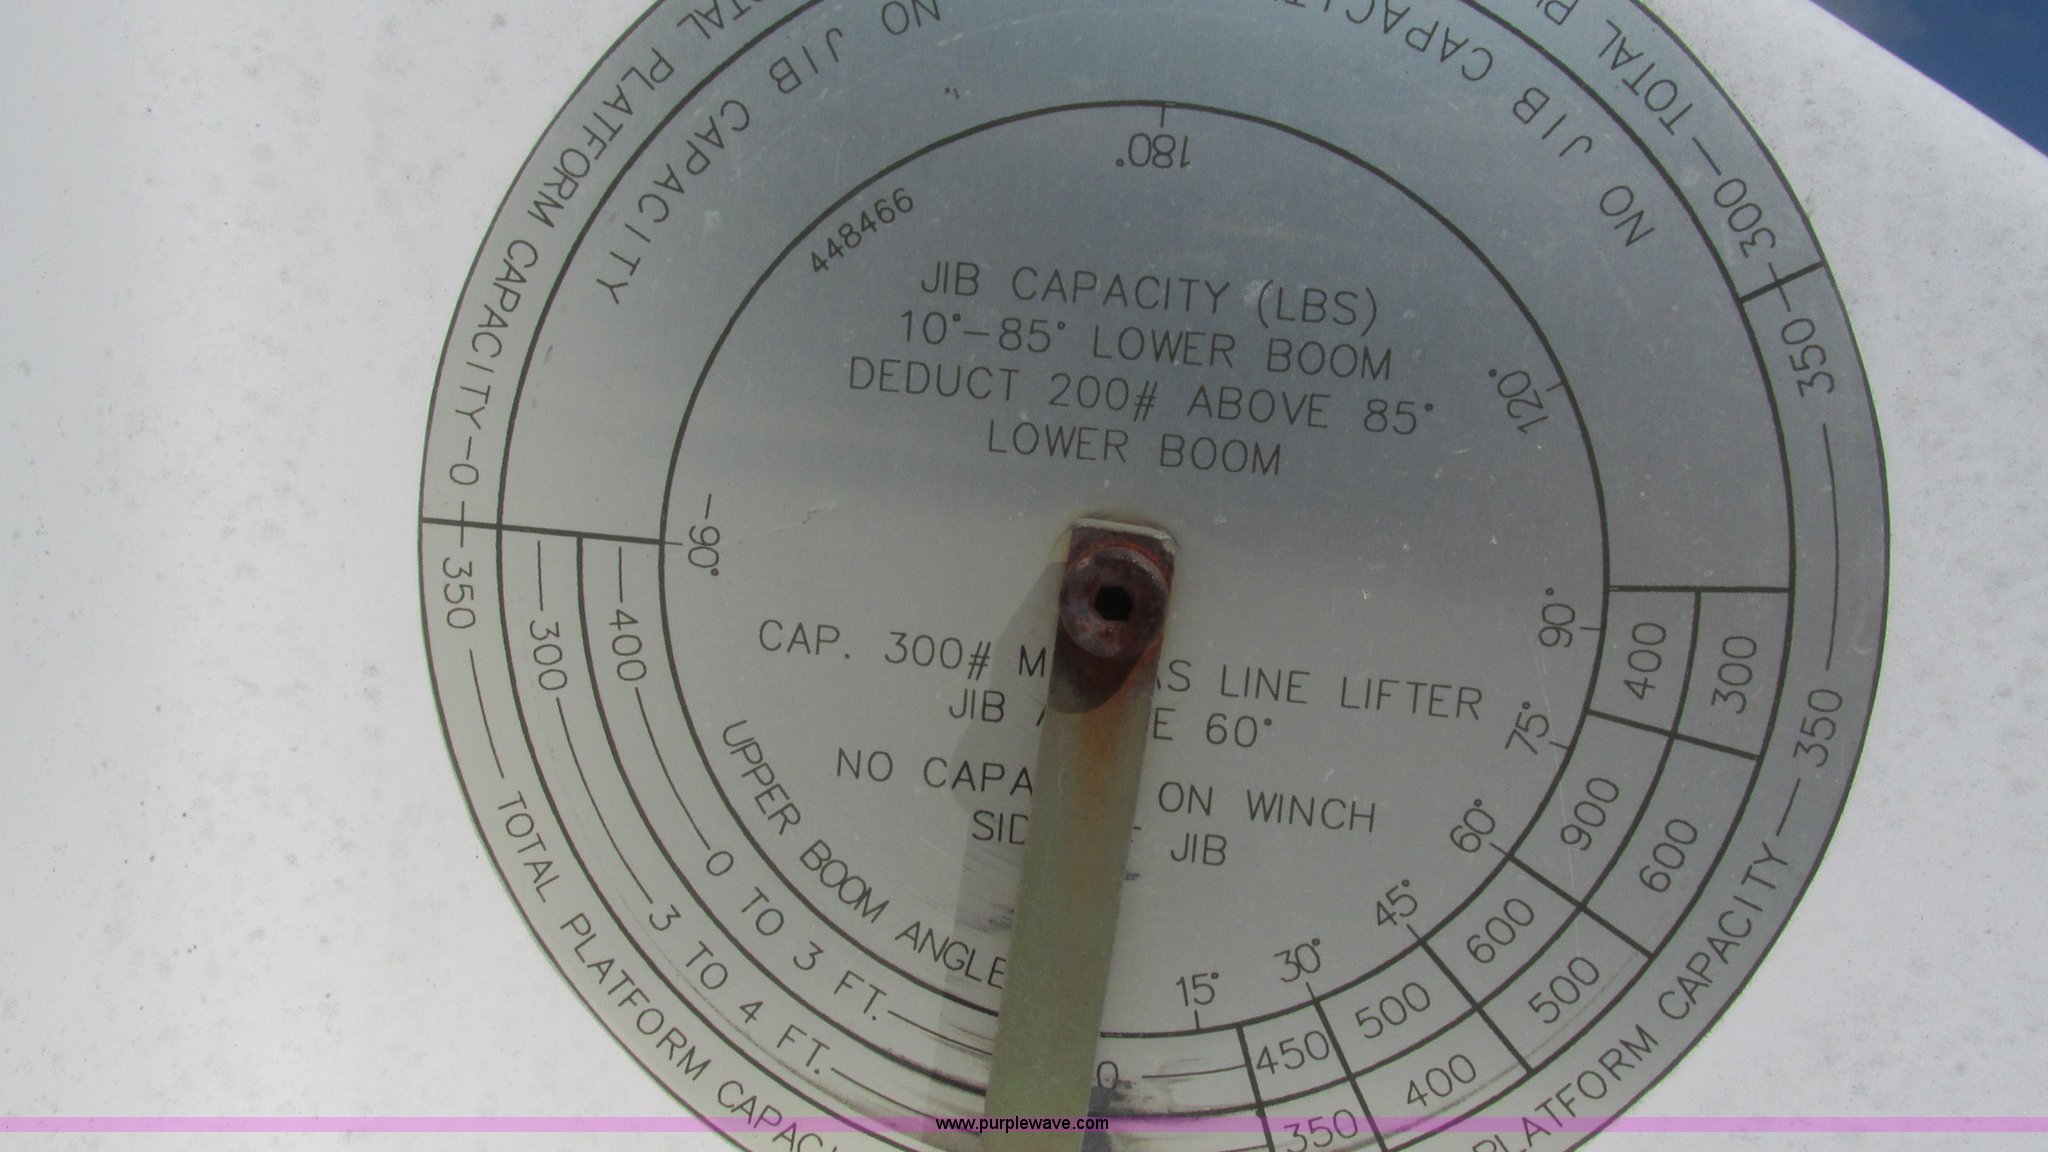 TOTAL PLATFORM CAPACITY-0
NO JIB CAPACITY
NO JIB CAPACITY
300-TOTAL
350
350
180°
448466
JIB CAPACITY (LBS)
10°-85° LOWER BOOM
DEDUCT 200# ABOVE 85°
LOWER BOOM
120°
-90°
90°
75°
60°
45°
30°
15°
CAP. 300# LINE LIFTER
JIB 60°
NO ON WINCH
JIB
UPPER BOOM ANGLE
400 0 TO 3 FT. 0
300 3 TO 4 FT.
350 TOTAL PLATFORM
400 300
900 600
600 500
500 400
450 350
350 PLATFORM CAPACITY
www.purplewave.com